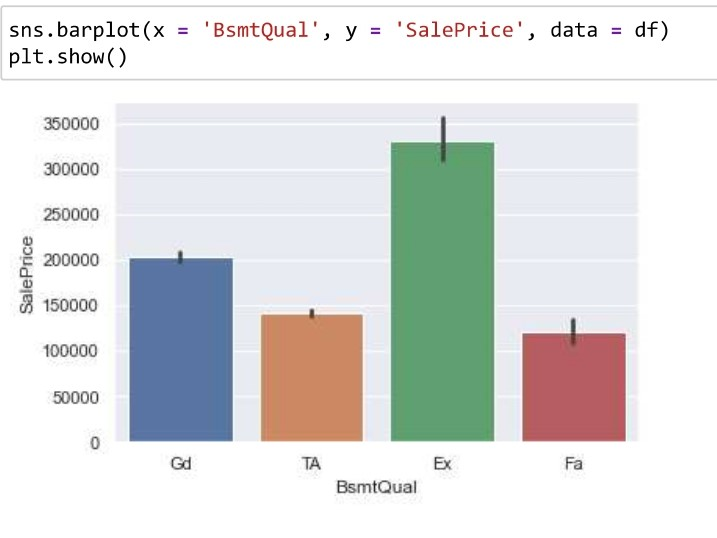 sns.barplot(x = 'BsmtQual', y = 'SalePrice', data = df)
plt.show()
350000
300000
250000
200000
150000
100000
50000
0
SalePrice
Gd TA Ex Fa
BsmtQual